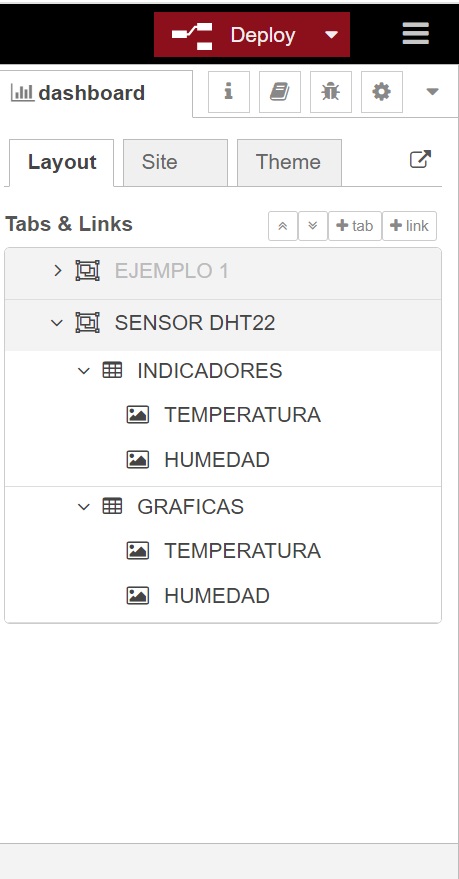 Deploy
dashboard
Layout
Site
Theme
Tabs & Links
tab
link
EJEMPLO 1
SENSOR DHT22
INDICADORES
TEMPERATURA
HUMEDAD
GRAFICAS
TEMPERATURA
HUMEDAD